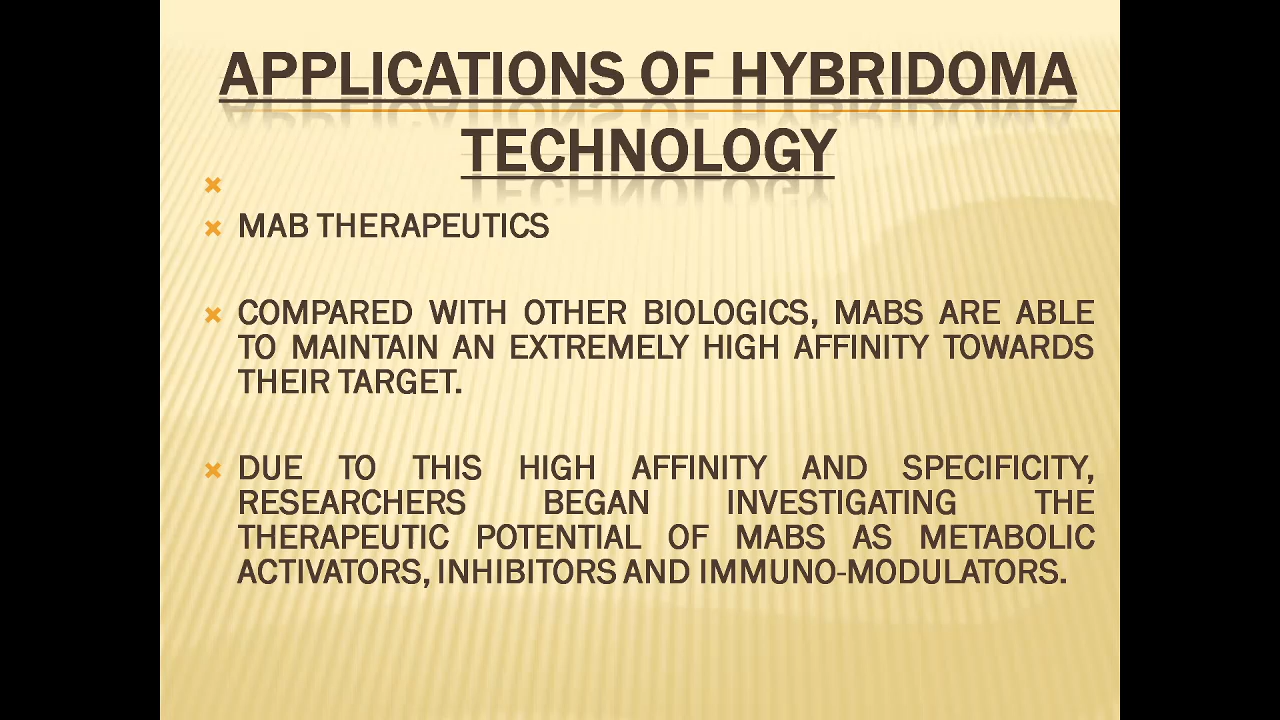 APPLICATIONS OF HYBRIDOMA
TECHNOLOGY
MAB THERAPEUTICS
COMPARED WITH OTHER BIOLOGICS, MABS ARE ABLE
TO MAINTAIN AN EXTREMELY HIGH AFFINITY TOWARDS
THEIR TARGET.
DUE TO THIS HIGH AFFINITY AND SPECIFICITY,
RESEARCHERS BEGAN INVESTIGATING THE
THERAPEUTIC POTENTIAL OF MABS AS METABOLIC
ACTIVATORS, INHIBITORS AND IMMUNO-MODULATORS.